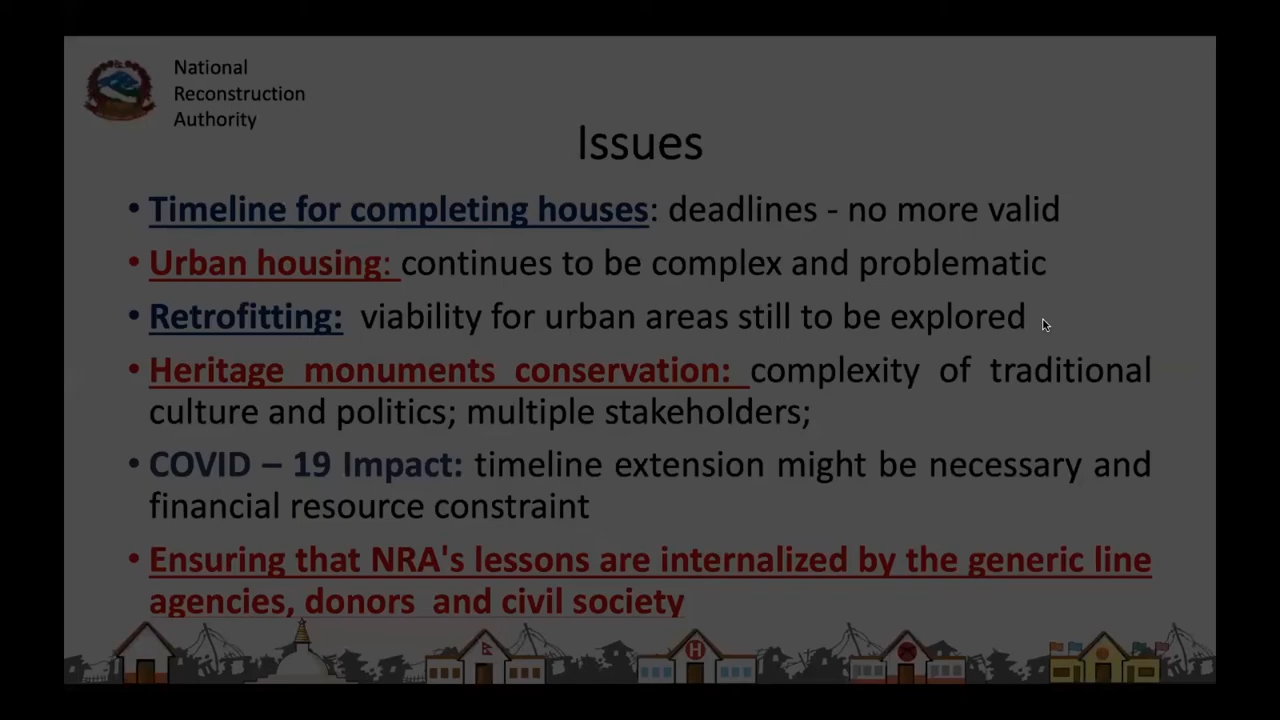 National
Reconstruction
Authority
Issues
• Timeline for completing houses: deadlines - no more valid
• Urban housing: continues to be complex and problematic
• Retrofitting: viability for urban areas still to be explored
• Heritage monuments conservation: complexity of traditional
culture and politics; multiple stakeholders;
• COVID – 19 Impact: timeline extension might be necessary and
financial resource constraint
• Ensuring that NRA's lessons are internalized by the generic line
agencies, donors and civil society
H